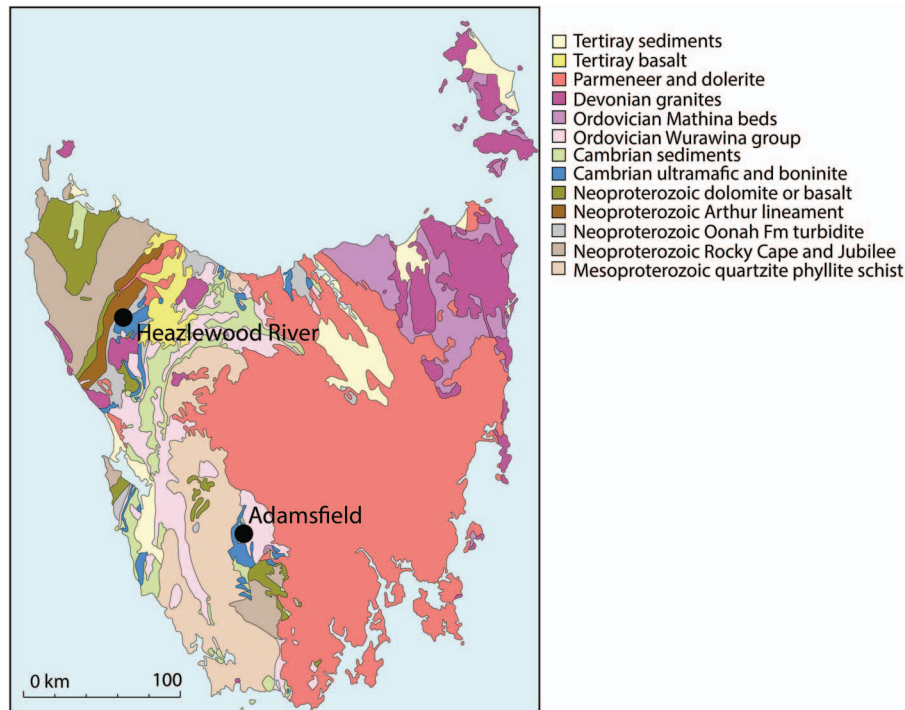 Tertiray sediments
Tertiray basalt
Parmeneer and dolerite
Devonian granites
Ordovician Mathina beds
Ordovician Wurawina group
Cambrian sediments
Cambrian ultramafic and boninite
Neoproterozoic dolomite or basalt
Neoproterozoic Arthur lineament
Neoproterozoic Oonah Fm turbidite
Neoproterozoic Rocky Cape and Jubilee
Mesoproterozoic quartzite phyllite schist
Heazlewood River
Adamsfield
0 km 100